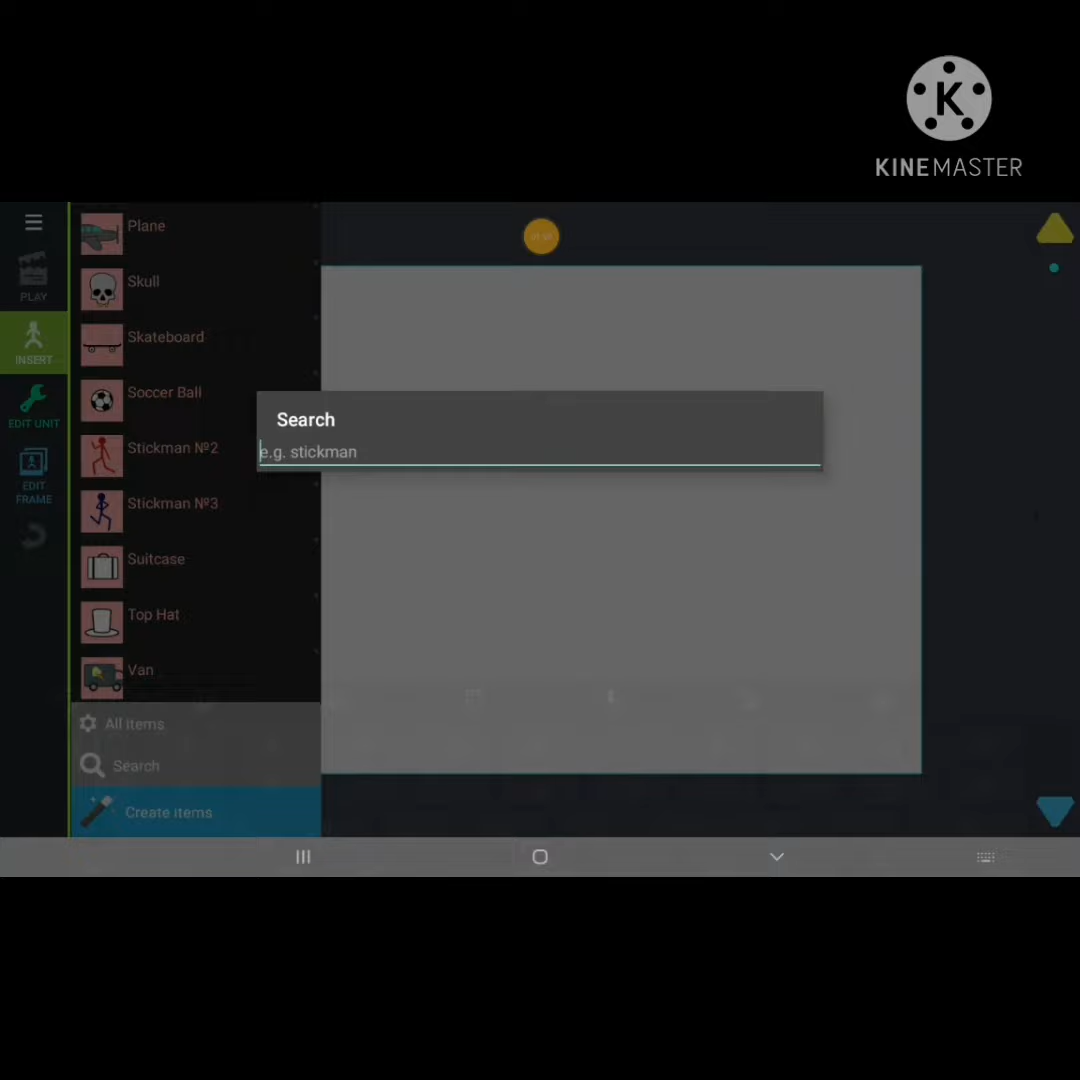 KINEMASTER
Plane
PLAY
Skull
Skateboard
INSERT
Soccer Ball
EDIT UNIT
Stickman №2
EDIT
FRAME
Stickman №3
Suitcase
Top Hat
Van
All items
Search
Create items
Search
e.g. stickman